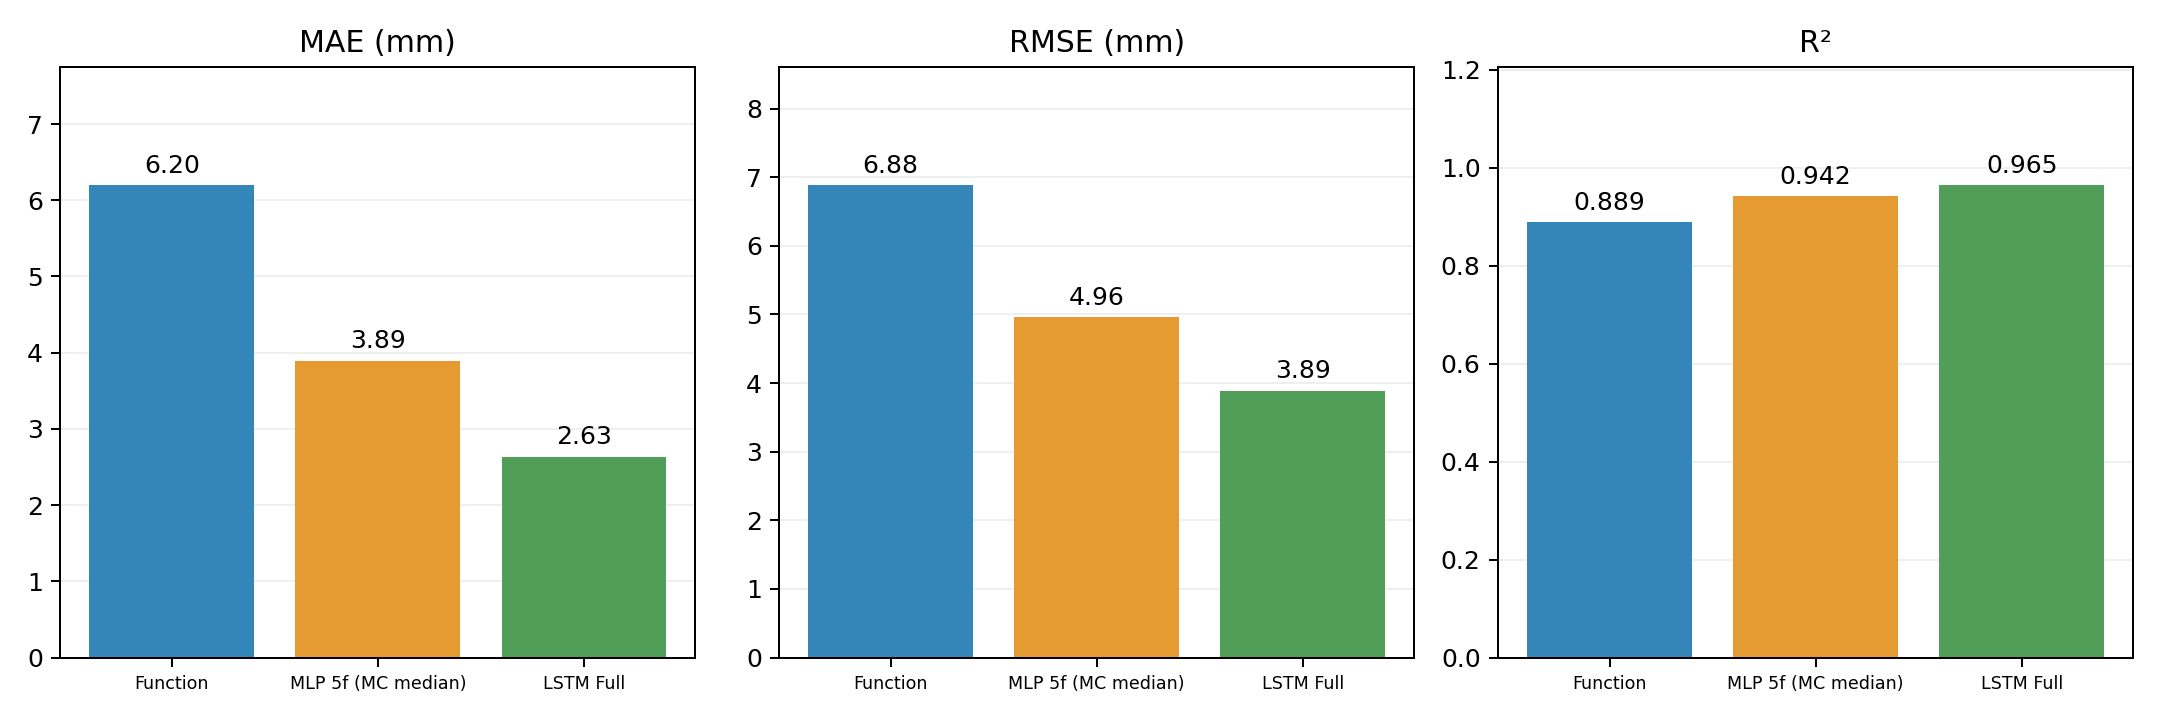 MAE (mm)
7
6
5
4
3
2
1
0
6.20
3.89
2.63
Function
MLP 5f (MC median)
LSTM Full
RMSE (mm)
8
7
6
5
4
3
2
1
0
6.88
4.96
3.89
Function
MLP 5f (MC median)
LSTM Full
R²
1.2
1.0
0.8
0.6
0.4
0.2
0.0
0.889
0.942
0.965
Function
MLP 5f (MC median)
LSTM Full